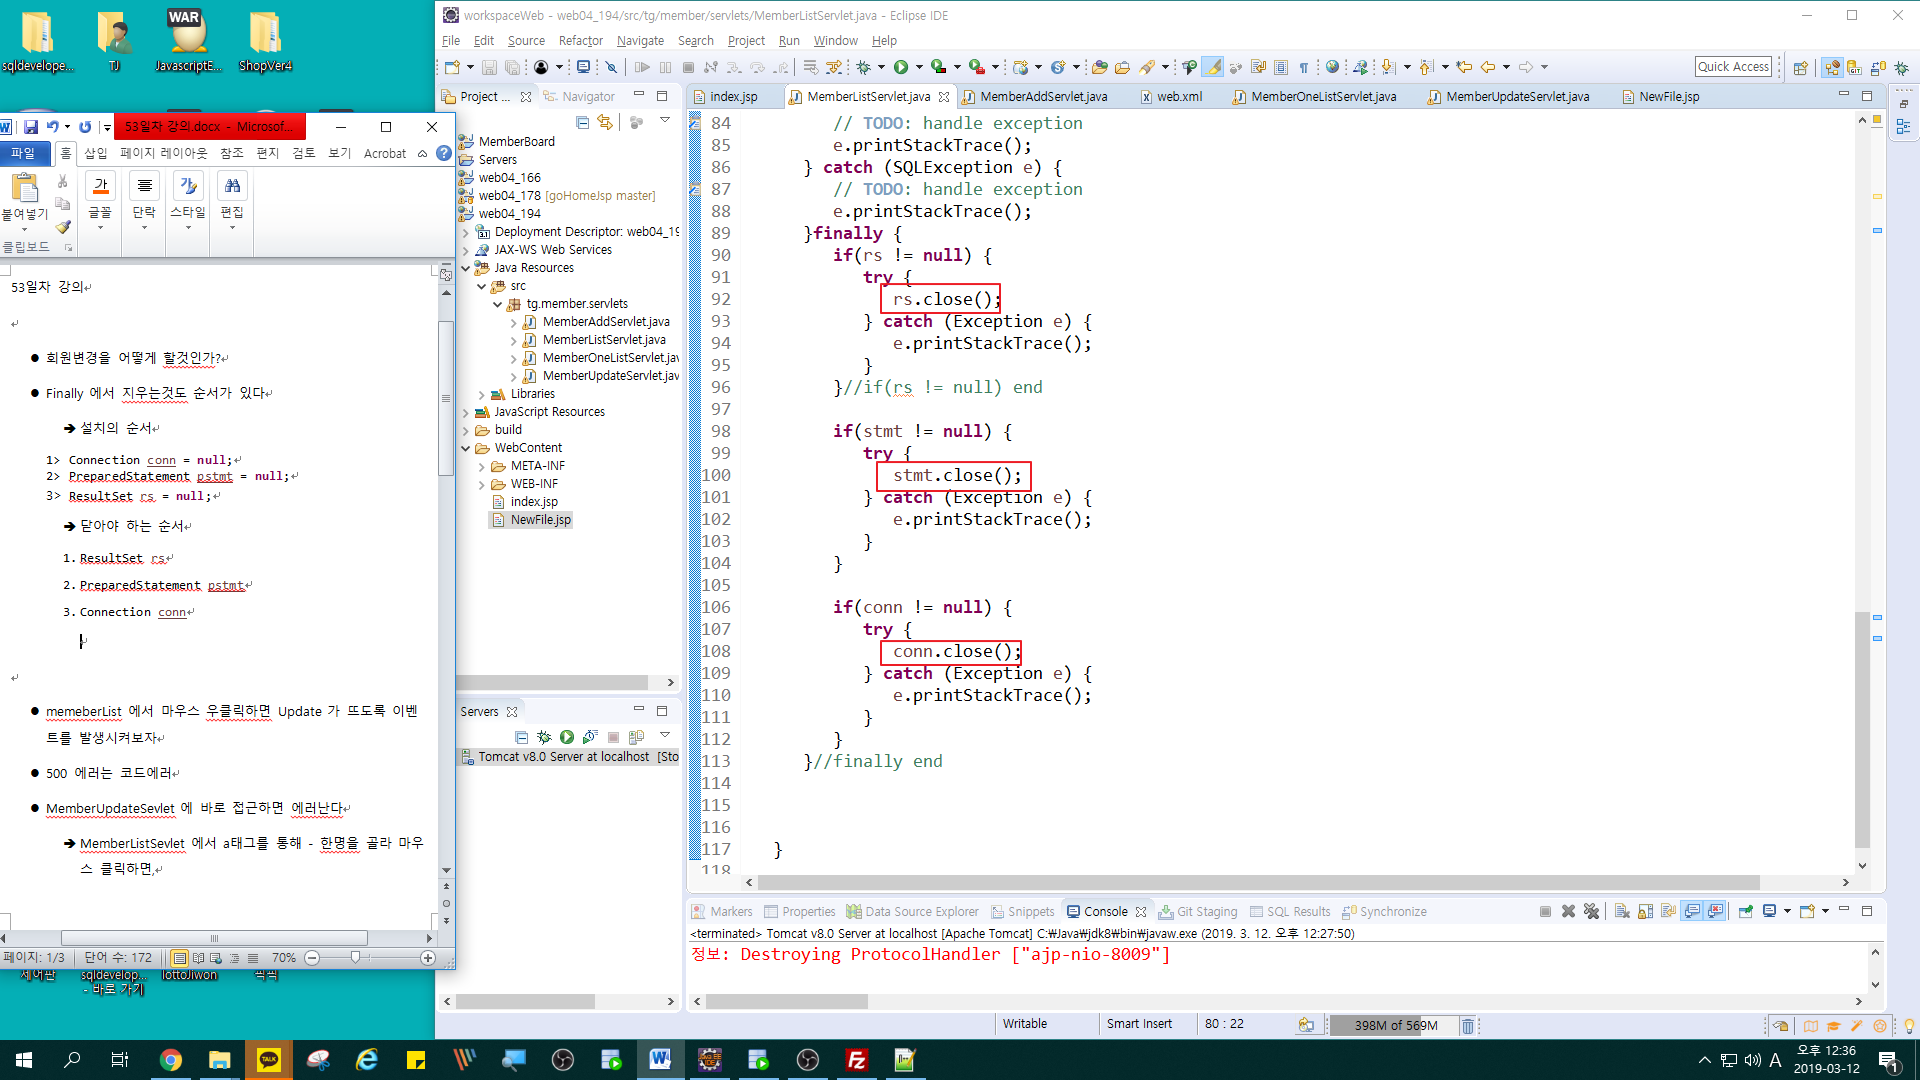 sqldevelope...
TJ
WAR
JavascriptE...
ShopVer4
53일차 강의.docx - Microsoft...
파일
홈
삽입
페이지 레이아웃
참조
편지
검토
보기
Acrobat
붙여넣기
가
글꼴
단락
스타일
편집
클립보드
53일차 강의
● 회원변경을 어떻게 할것인가?
● Finally 에서 지우는것도 순서가 있다
➔ 설치의 순서
1> Connection conn = null;
2> PreparedStatement pstmt = null;
3> ResultSet rs = null;
➔ 닫아야 하는 순서
1. ResultSet rs
2. PreparedStatement pstmt
3. Connection conn
● memeberList 에서 마우스 우클릭하면 Update 가 뜨도록 이벤
트를 발생시켜보자
● 500 에러는 코드에러
● MemberUpdateSevlet 에 바로 접근하면 에러난다
➔ MemberListSevlet 에서 a태그를 통해 - 한명을 골라 마우
스 클릭하면,
페이지: 1/3
단어 수: 172
70%
제어판
sqldevelop...
- 바로 가기
lottoJiwon
픽픽
workspaceWeb - web04_194/src/tg/member/servlets/MemberListServlet.java - Eclipse IDE
File Edit Source Refactor Navigate Search Project Run Window Help
Quick Access
Project ...
Navigator
MemberBoard
Servers
web04_166
web04_178 [goHomeJsp master]
web04_194
Deployment Descriptor: web04_19
JAX-WS Web Services
Java Resources
src
tg.member.servlets
MemberAddServlet.java
MemberListServlet.java
MemberOneListServlet.jav
MemberUpdateServlet.jav
Libraries
JavaScript Resources
build
WebContent
META-INF
WEB-INF
index.jsp
NewFile.jsp
Servers
Tomcat v8.0 Server at localhost [Sto
index.jsp
MemberListServlet.java
MemberAddServlet.java
web.xml
MemberOneListServlet.java
MemberUpdateServlet.java
NewFile.jsp
84 // TODO: handle exception
85 e.printStackTrace();
86 } catch (SQLException e) {
87 // TODO: handle exception
88 e.printStackTrace();
89 }finally {
90 if(rs != null) {
91 try {
92 rs.close();
93 } catch (Exception e) {
94 e.printStackTrace();
95 }
96 }//if(rs != null) end
97
98 if(stmt != null) {
99 try {
100 stmt.close();
101 } catch (Exception e) {
102 e.printStackTrace();
103 }
104 }
105
106 if(conn != null) {
107 try {
108 conn.close();
109 } catch (Exception e) {
110 e.printStackTrace();
111 }
112 }
113 }//finally end
114
115
116
117 }
118
Markers
Properties
Data Source Explorer
Snippets
Console
Git Staging
SQL Results
Synchronize
<terminated> Tomcat v8.0 Server at localhost [Apache Tomcat] C:₩Java₩jdk8₩bin₩javaw.exe (2019. 3. 12. 오후 12:27:50)
정보: Destroying ProtocolHandler ["ajp-nio-8009"]
Writable
Smart Insert
80 : 22
398M of 569M
TALK
A
오후 12:36
2019-03-12
1